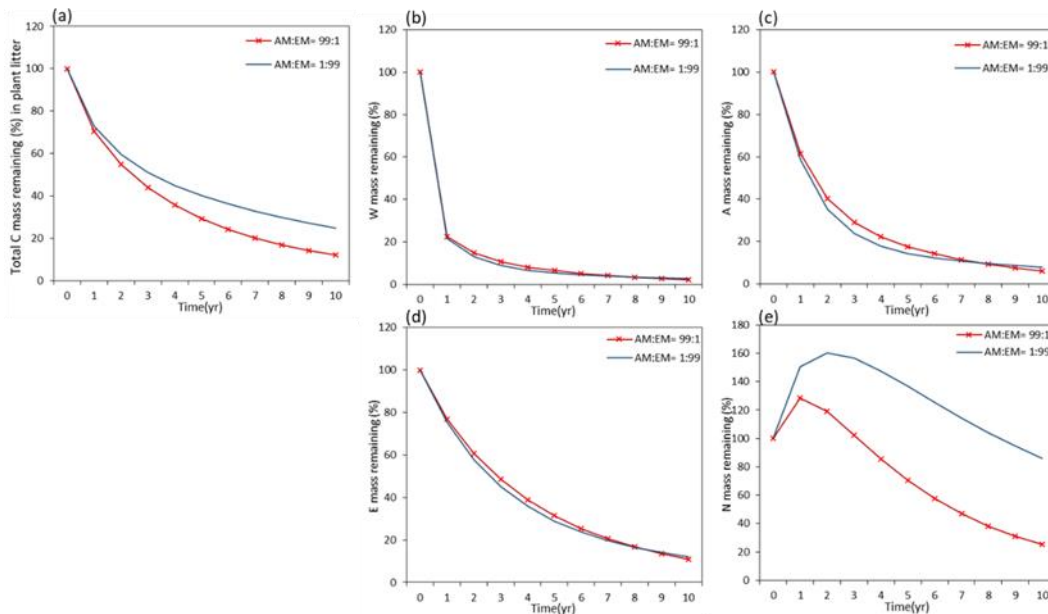 (a)
120
100
80
60
40
20
0
Total C mass remaining (%) in plant litter
AM:EM= 99:1
AM:EM= 1:99
0 1 2 3 4 5 6 7 8 9 10
Time(yr)
(b)
120
100
80
60
40
20
0
W mass remaining (%)
AM:EM= 99:1
AM:EM= 1:99
0 1 2 3 4 5 6 7 8 9 10
Time(yr)
(c)
120
100
80
60
40
20
0
A mass remaining (%)
AM:EM= 99:1
AM:EM= 1:99
0 1 2 3 4 5 6 7 8 9 10
Time(yr)
(d)
120
100
80
60
40
20
0
E mass remaining (%)
AM:EM= 99:1
AM:EM= 1:99
0 1 2 3 4 5 6 7 8 9 10
Time(yr)
(e)
180
160
140
120
100
80
60
40
20
0
N mass remaining (%)
AM:EM= 99:1
AM:EM= 1:99
0 1 2 3 4 5 6 7 8 9 10
Time(yr)